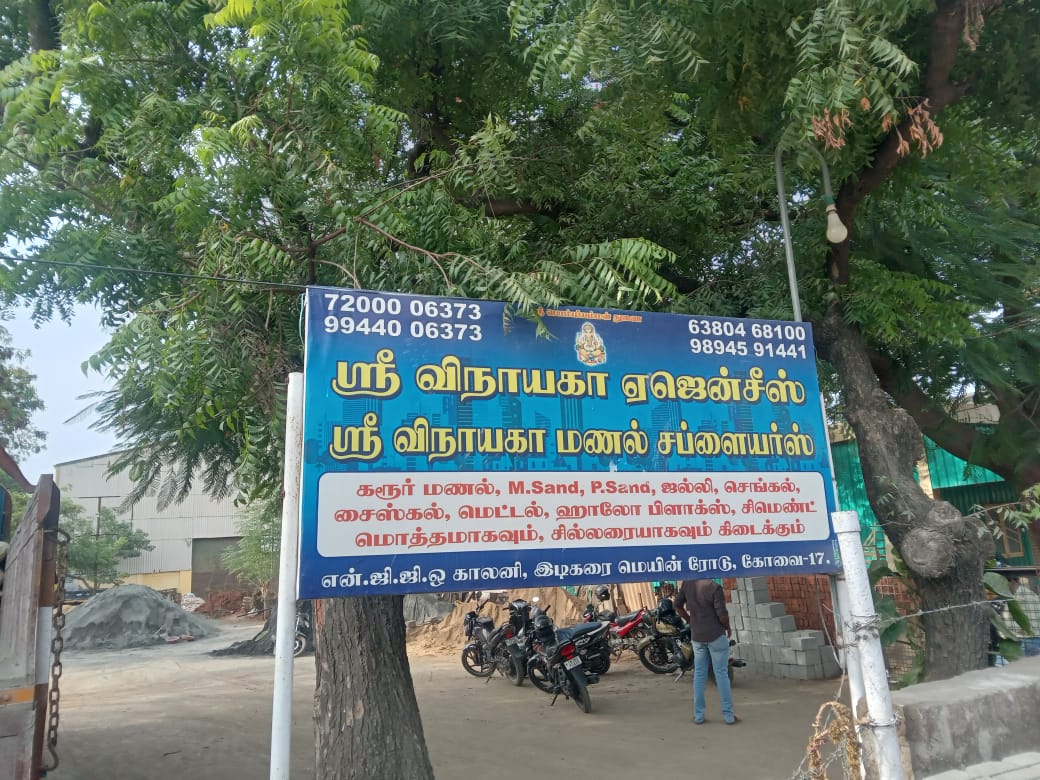 72000 06373
99440 06373
துணை
63804 68100
98945 91441
ஸ்ரீ விநாயகா ஏஜென்சீஸ்
ஸ்ரீ விநாயகா மணல் சப்ளையர்ஸ்
கரூர் மணல், M.Sand, P.Sand, ஜல்லி, செங்கல்,
சைஸ்கல், மெட்டல், ஹாலோ பிளாக்ஸ், சிமெண்ட்
மொத்தமாகவும், சில்லரையாகவும் கிடைக்கும்
என்.ஜி.ஜி.ஓ காலனி, இடிகரை மெயின் ரோடு, கோவை-17.